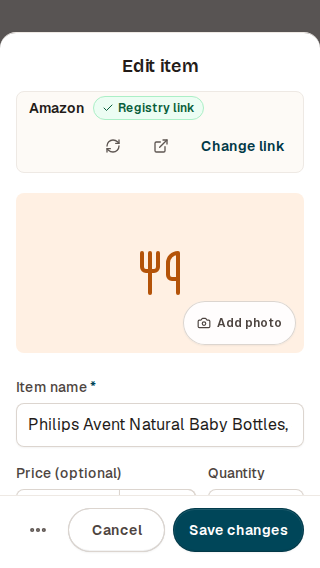 Edit item
Amazon Registry link
Change link
Add photo
Item name *
Philips Avent Natural Baby Bottles,
Price (optional) Quantity
Cancel Save changes